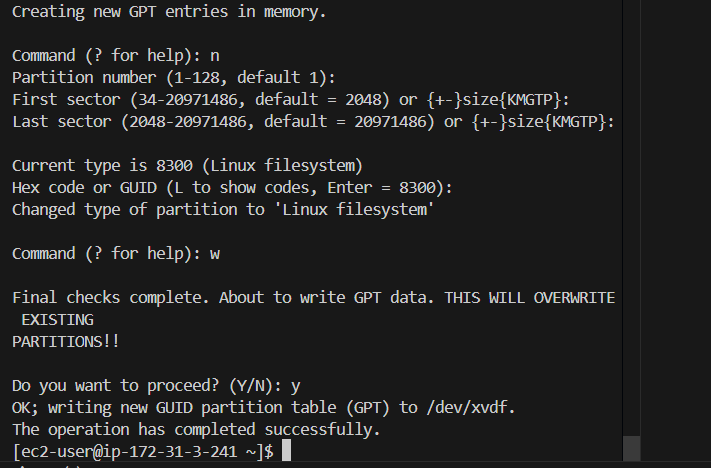 Creating new GPT entries in memory.
Command (? for help): n
Partition number (1-128, default 1):
First sector (34-20971486, default = 2048) or {+-}size{KMGTP}:
Last sector (2048-20971486, default = 20971486) or {+-}size{KMGTP}:
Current type is 8300 (Linux filesystem)
Hex code or GUID (L to show codes, Enter = 8300):
Changed type of partition to 'Linux filesystem'
Command (? for help): w
Final checks complete. About to write GPT data. THIS WILL OVERWRITE
EXISTING
PARTITIONS!!
Do you want to proceed? (Y/N): y
OK; writing new GUID partition table (GPT) to /dev/xvdf.
The operation has completed successfully.
[ec2-user@ip-172-31-3-241 ~]$